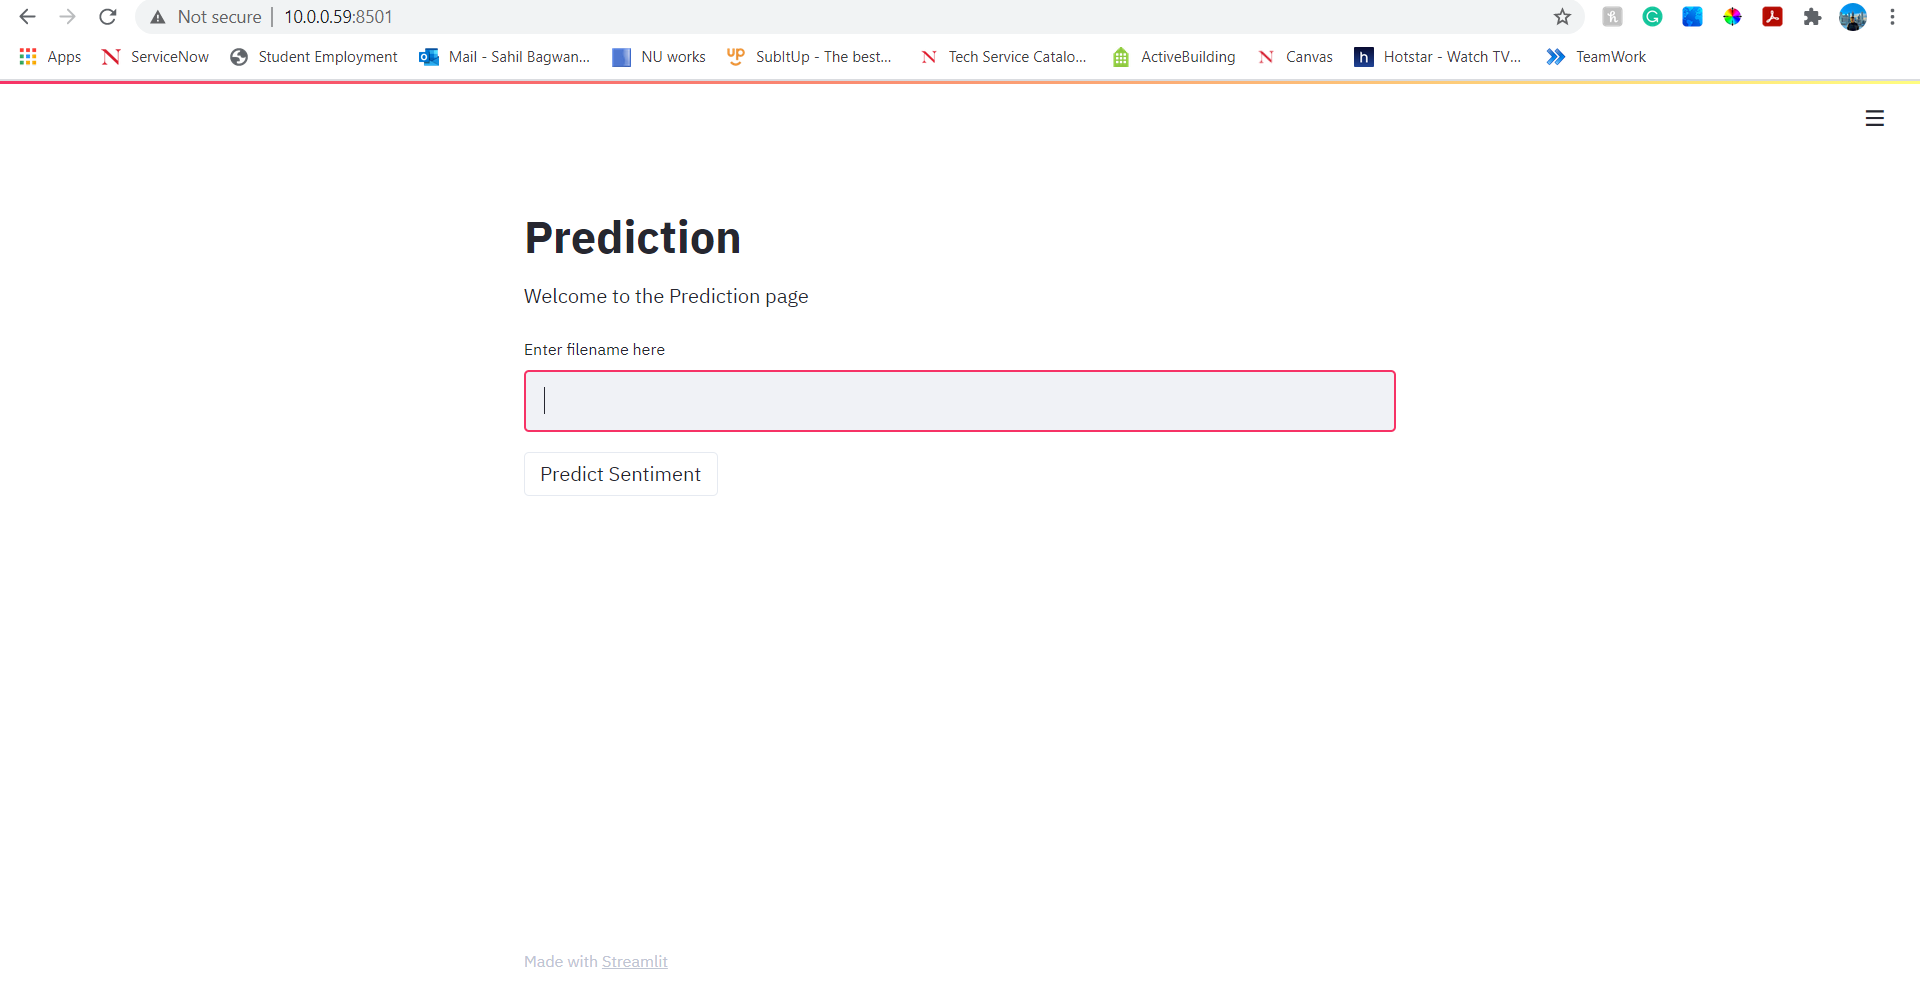 Not secure | 10.0.0.59:8501
Apps ServiceNow Student Employment Mail - Sahil Bagwan... NU works SubItUp - The best... Tech Service Catalo... ActiveBuilding Canvas Hotstar - Watch TV... TeamWork
Prediction
Welcome to the Prediction page
Enter filename here
Predict Sentiment
Made with Streamlit